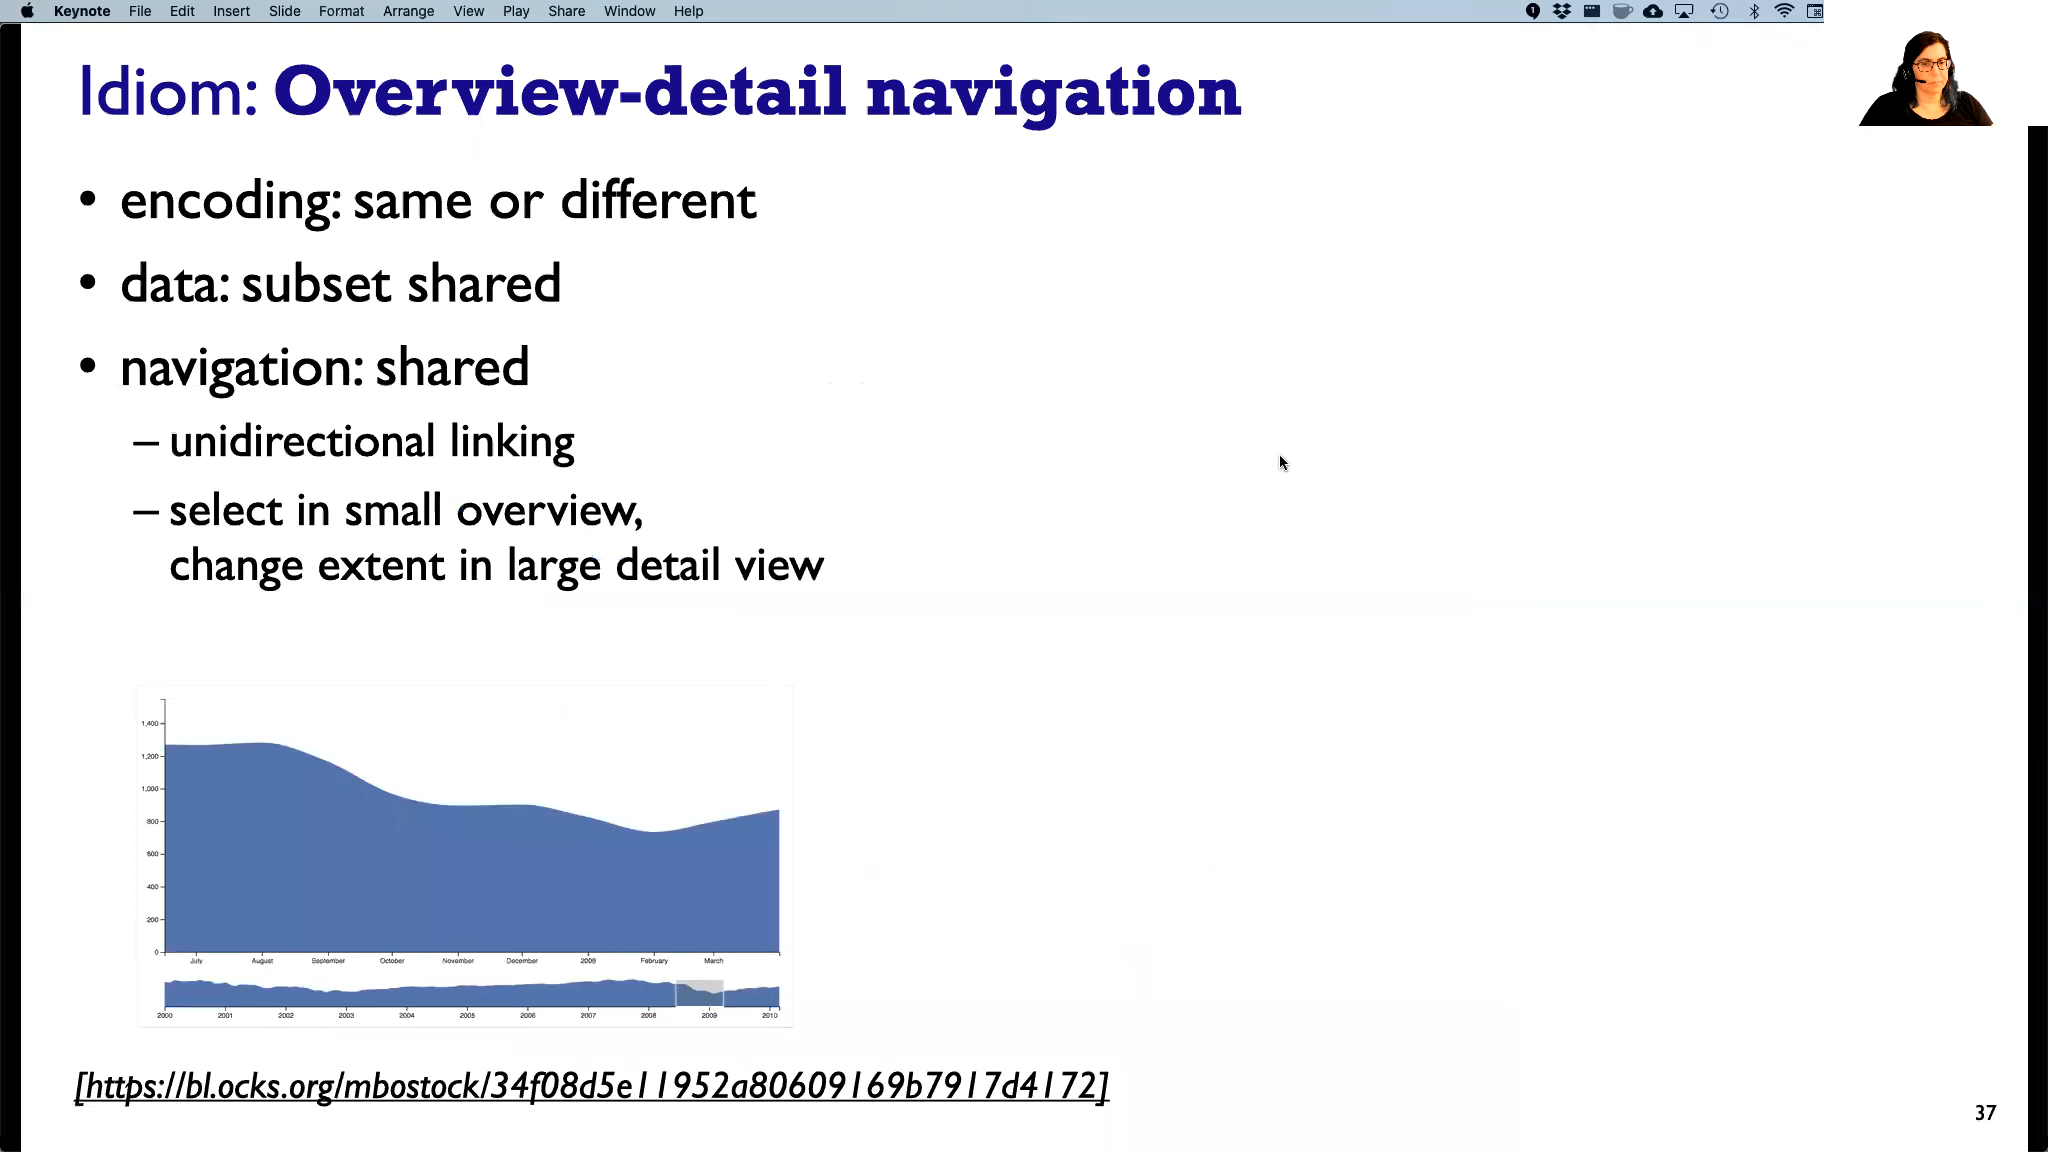 Keynote File Edit Insert Slide Format Arrange View Play Share Window Help
Idiom: Overview-detail navigation
• encoding: same or different
• data: subset shared
• navigation: shared
– unidirectional linking
– select in small overview,
change extent in large detail view
1,400
1,200
1,000
800
600
400
200
0
July August September October November December 2009 February March
2000 2001 2002 2003 2004 2005 2006 2007 2008 2009 2010
[https://bl.ocks.org/mbostock/34f08d5e11952a80609169b7917d4172]
37